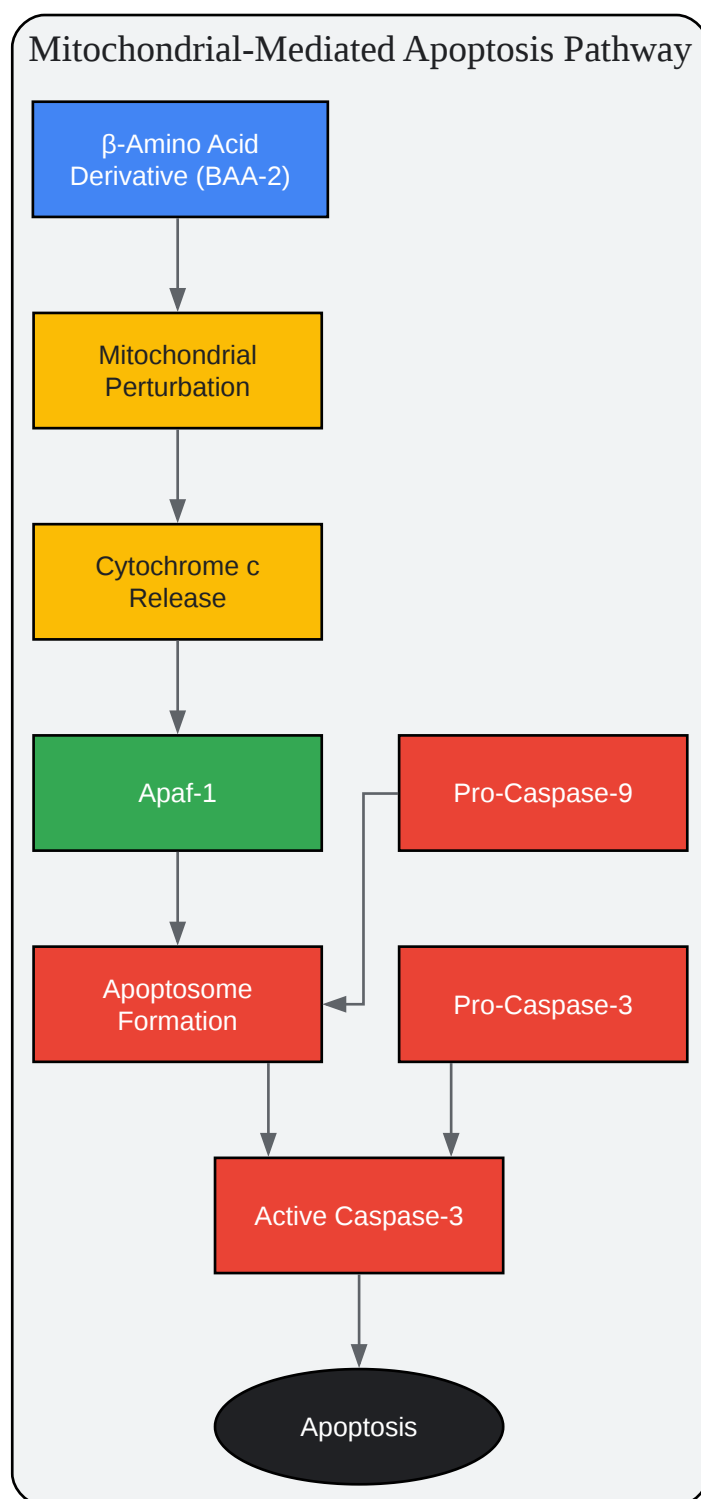 Mitochondrial-Mediated Apoptosis Pathway
β-Amino Acid
Derivative (BAA-2)
Mitochondrial
Perturbation
Cytochrome c
Release
Apaf-1
Pro-Caspase-9
Apoptosome
Formation
Pro-Caspase-3
Active Caspase-3
Apoptosis